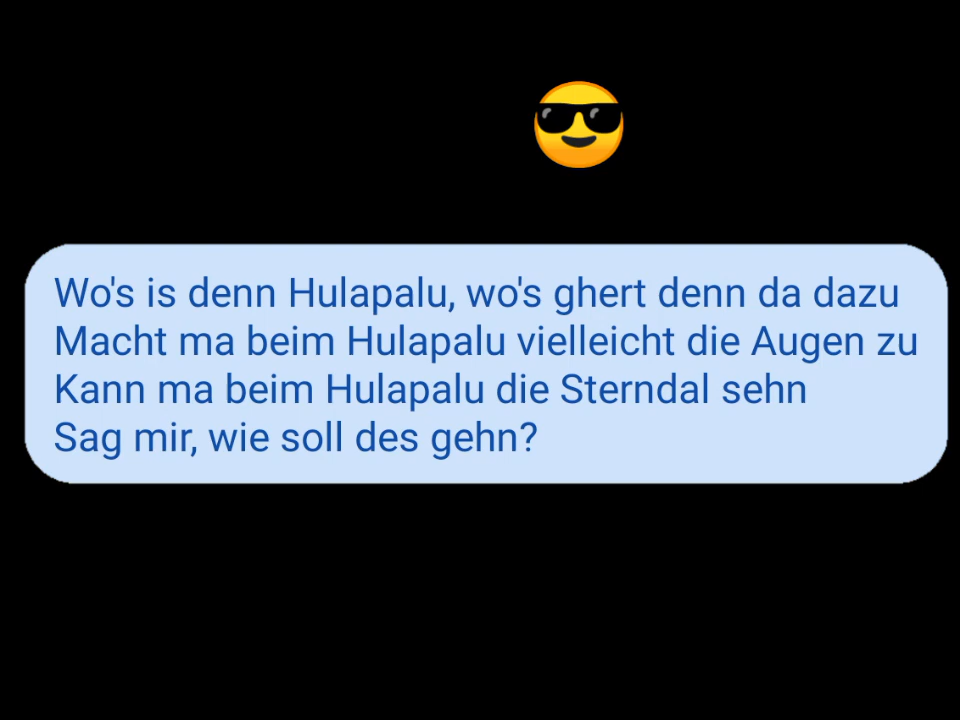 Wo's is denn Hulapalu, wo's ghert denn da dazu
Macht ma beim Hulapalu vielleicht die Augen zu
Kann ma beim Hulapalu die Sterndal sehn
Sag mir, wie soll des gehn?